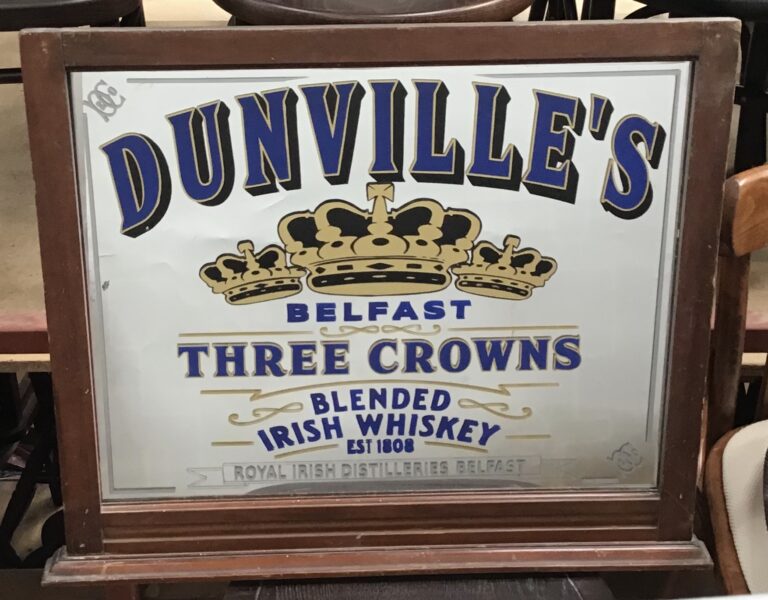 DUNVILLE'S
BELFAST
THREE CROWNS
BLENDED
IRISH WHISKEY
EST 1808
ROYAL IRISH DISTILLERIES BELFAST